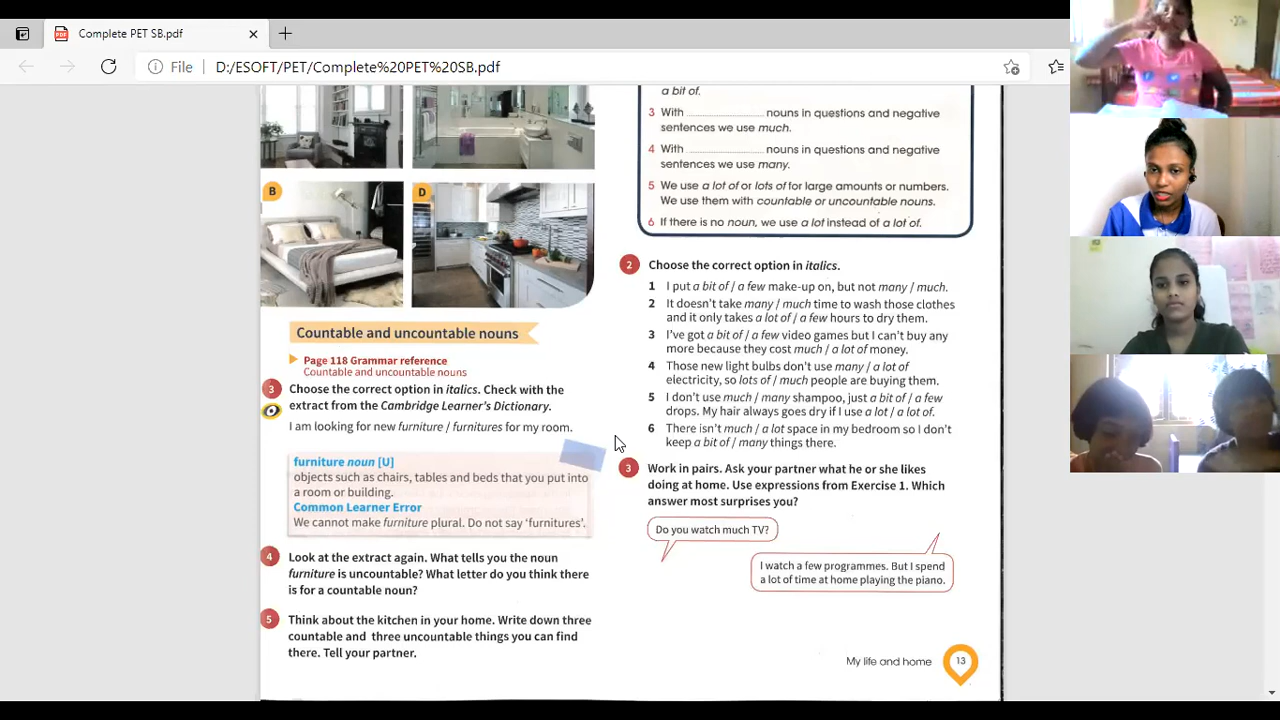 Complete PET SB.pdf
File D:/ESOFT/PET/Complete%20PET%20SB.pdf
B
D
Countable and uncountable nouns
Page 118 Grammar reference
Countable and uncountable nouns
3 Choose the correct option in italics. Check with the
extract from the Cambridge Learner's Dictionary.
I am looking for new furniture / furnitures for my room.
furniture noun [U]
objects such as chairs, tables and beds that you put into
a room or building.
Common Learner Error
We cannot make furniture plural. Do not say 'furnitures'.
4 Look at the extract again. What tells you the noun
furniture is uncountable? What letter do you think there
is for a countable noun?
5 Think about the kitchen in your home. Write down three
countable and three uncountable things you can find
there. Tell your partner.
a bit of.
3 With ........................ nouns in questions and negative
sentences we use much.
4 With ........................ nouns in questions and negative
sentences we use many.
5 We use a lot of or lots of for large amounts or numbers.
We use them with countable or uncountable nouns.
6 If there is no noun, we use a lot instead of a lot of.
2 Choose the correct option in italics.
1 I put a bit of / a few make-up on, but not many / much.
2 It doesn't take many / much time to wash those clothes
and it only takes a lot of / a few hours to dry them.
3 I've got a bit of / a few video games but I can't buy any
more because they cost much / a lot of money.
4 Those new light bulbs don't use many / a lot of
electricity, so lots of / much people are buying them.
5 I don't use much / many shampoo, just a bit of / a few
drops. My hair always goes dry if I use a lot / a lot of.
6 There isn't much / a lot space in my bedroom so I don't
keep a bit of / many things there.
3 Work in pairs. Ask your partner what he or she likes
doing at home. Use expressions from Exercise 1. Which
answer most surprises you?
Do you watch much TV?
I watch a few programmes. But I spend
a lot of time at home playing the piano.
My life and home 13